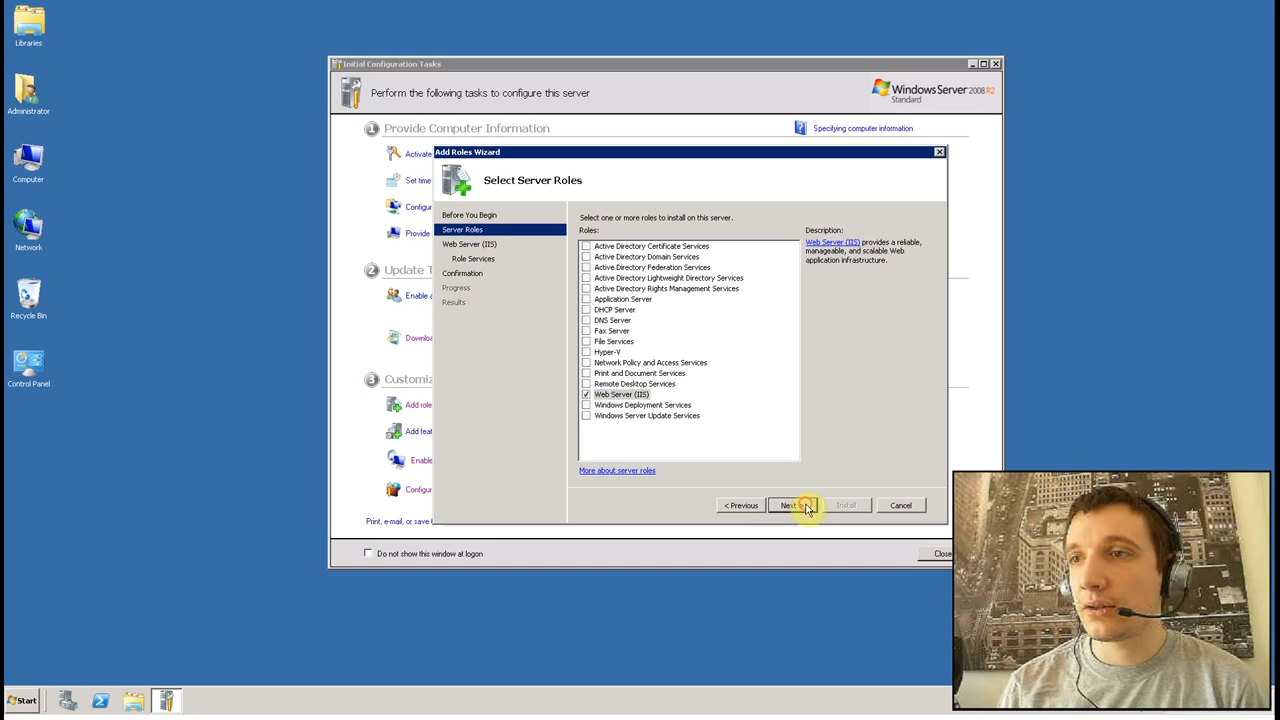 Libraries
Administrator
Computer
Network
Recycle Bin
Control Panel
Initial Configuration Tasks
Perform the following tasks to configure this server
Windows Server 2008 R2
Standard
1 Provide Computer Information
Specifying computer information
Activate
Set time
Configur
Provide
2 Update T
Enable a
Downloa
3 Customiz
Add role
Add feat
Enable
Configur
Print, e-mail, or save t
Do not show this window at logon
Close
Add Roles Wizard
Select Server Roles
Before You Begin
Server Roles
Web Server (IIS)
Role Services
Confirmation
Progress
Results
Select one or more roles to install on this server.
Roles:
Active Directory Certificate Services
Active Directory Domain Services
Active Directory Federation Services
Active Directory Lightweight Directory Services
Active Directory Rights Management Services
Application Server
DHCP Server
DNS Server
Fax Server
File Services
Hyper-V
Network Policy and Access Services
Print and Document Services
Remote Desktop Services
Web Server (IIS)
Windows Deployment Services
Windows Server Update Services
More about server roles
Description:
Web Server (IIS) provides a reliable,
manageable, and scalable Web
application infrastructure.
< Previous
Next
Install
Cancel
Start